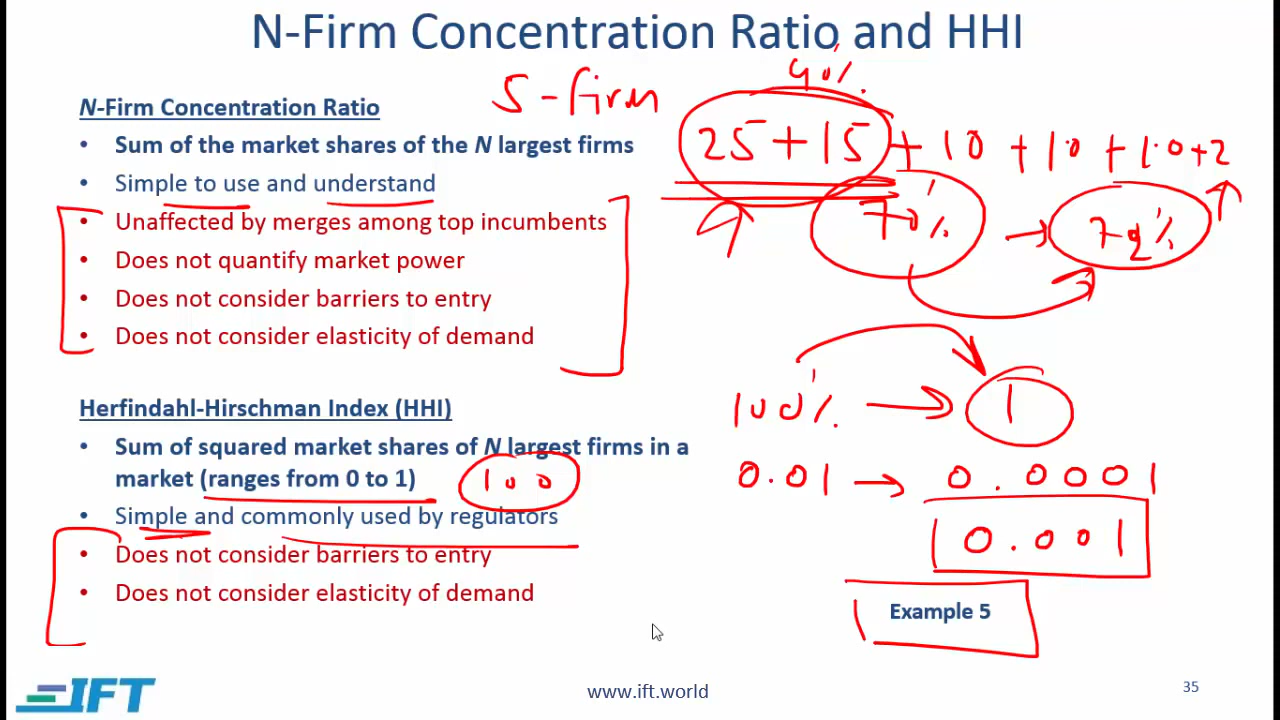 N-Firm Concentration Ratio and HHI
40%
5-firm
N-Firm Concentration Ratio
25 + 15 + 10 + 10 + 10 + 2
• Sum of the market shares of the N largest firms
• Simple to use and understand
• Unaffected by merges among top incumbents
70% → 72%
• Does not quantify market power
• Does not consider barriers to entry
• Does not consider elasticity of demand
100% → 1
Herfindahl-Hirschman Index (HHI)
• Sum of squared market shares of N largest firms in a
market (ranges from 0 to 1)
100
0.01 → 0.0001
• Simple and commonly used by regulators
0.001
• Does not consider barriers to entry
• Does not consider elasticity of demand
Example 5
IFT
www.ift.world
35